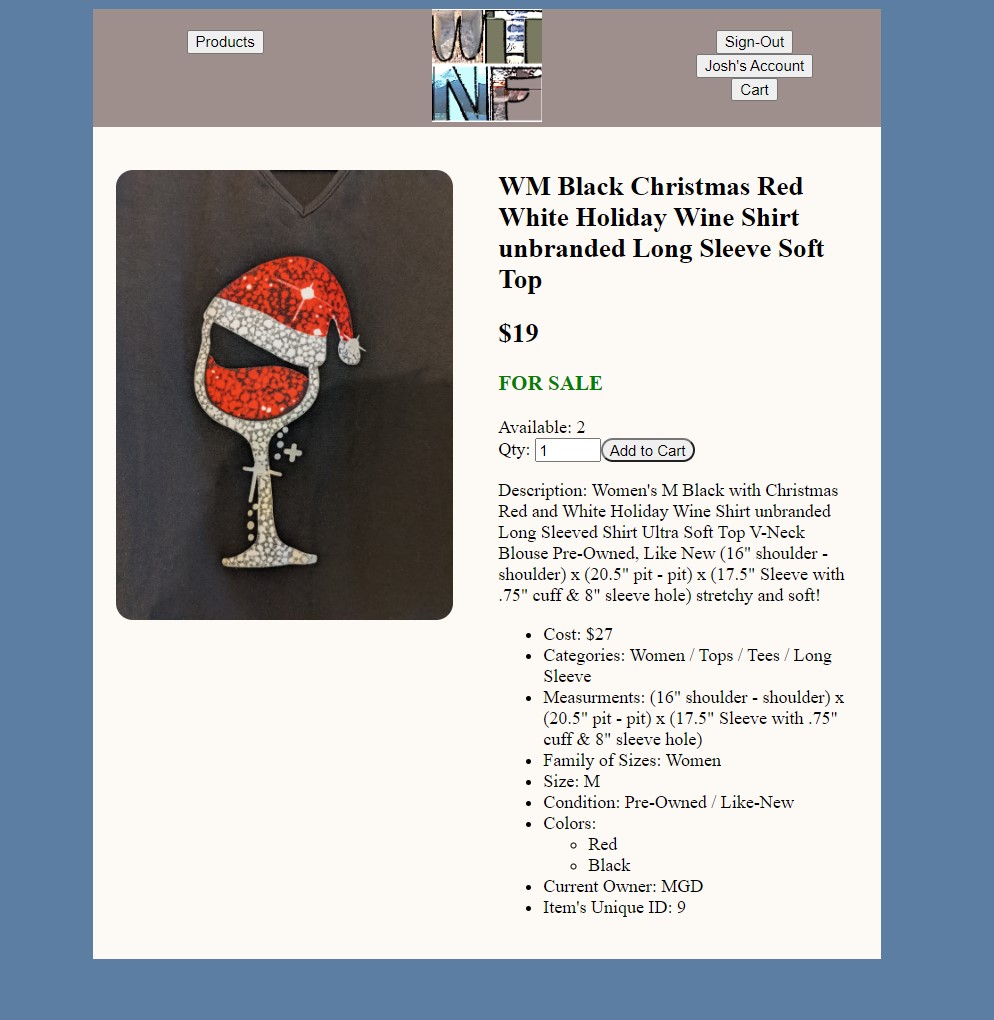 Products
WH
NF
Sign-Out
Josh's Account
Cart
WM Black Christmas Red
White Holiday Wine Shirt
unbranded Long Sleeve Soft
Top
$19
FOR SALE
Available: 2
Qty: 1 Add to Cart
Description: Women's M Black with Christmas
Red and White Holiday Wine Shirt unbranded
Long Sleeved Shirt Ultra Soft Top V-Neck
Blouse Pre-Owned, Like New (16" shoulder -
shoulder) x (20.5" pit - pit) x (17.5" Sleeve with
.75" cuff & 8" sleeve hole) stretchy and soft!
Cost: $27
Categories: Women / Tops / Tees / Long
Sleeve
Measurments: (16" shoulder - shoulder) x
(20.5" pit - pit) x (17.5" Sleeve with .75"
cuff & 8" sleeve hole)
Family of Sizes: Women
Size: M
Condition: Pre-Owned / Like-New
Colors:
Red
Black
Current Owner: MGD
Item's Unique ID: 9